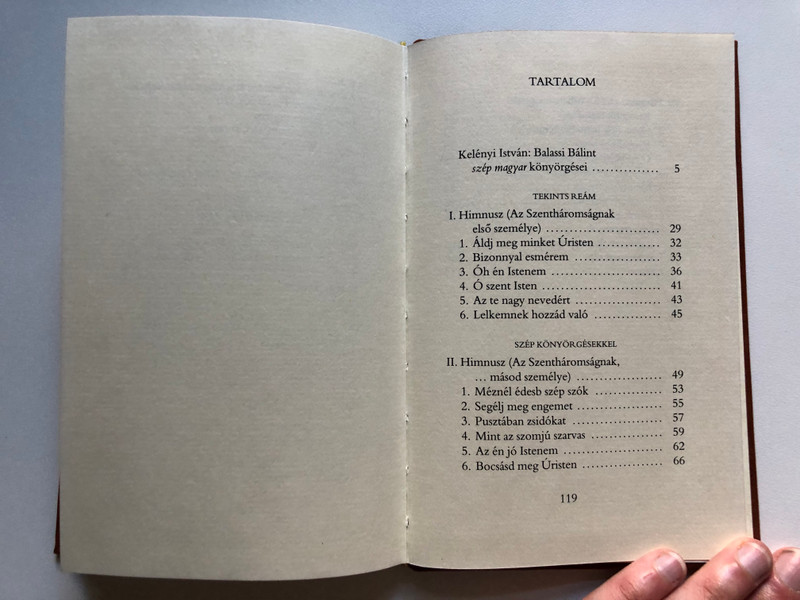 TARTALOM
Kelényi István: Balassi Bálint
szép magyar könyörgései ............... 5
TEKINTS REÁM
I. Himnusz (Az Szentháromságnak
első személye) ......................... 29
1. Áldj meg minket Úristen .............. 32
2. Bizonnyal esmérem ................... 33
3. Óh én Istenem ......................... 36
4. Ó szent Isten ........................... 41
5. Az te nagy nevedért ................... 43
6. Lelkemnek hozzád való ............... 45
SZÉP KÖNYÖRGÉSEKKEL
II. Himnusz (Az Szentháromságnak,
... másod személye) ................... 49
1. Méznél édesb szép szók ............... 53
2. Segélj meg engemet ................... 55
3. Pusztában zsidókat .................... 57
4. Mint az szomjú szarvas ................ 59
5. Az én jó Istenem ....................... 62
6. Bocsásd meg Úristen .................. 66
119